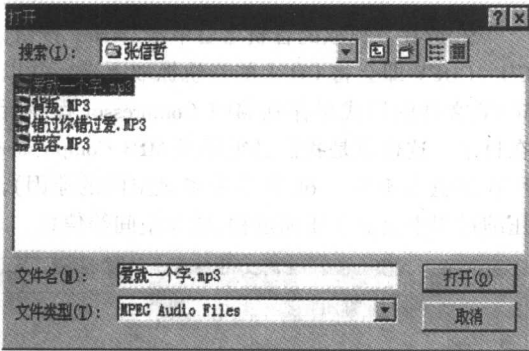 打开
搜索(I): 张信哲
爱就一个字.mp3
背叛.MP3
错过你错过爱.MP3
宽容.MP3
文件名(N): 爱就一个字.mp3
打开(O)
文件类型(T): MPEG Audio Files
取消